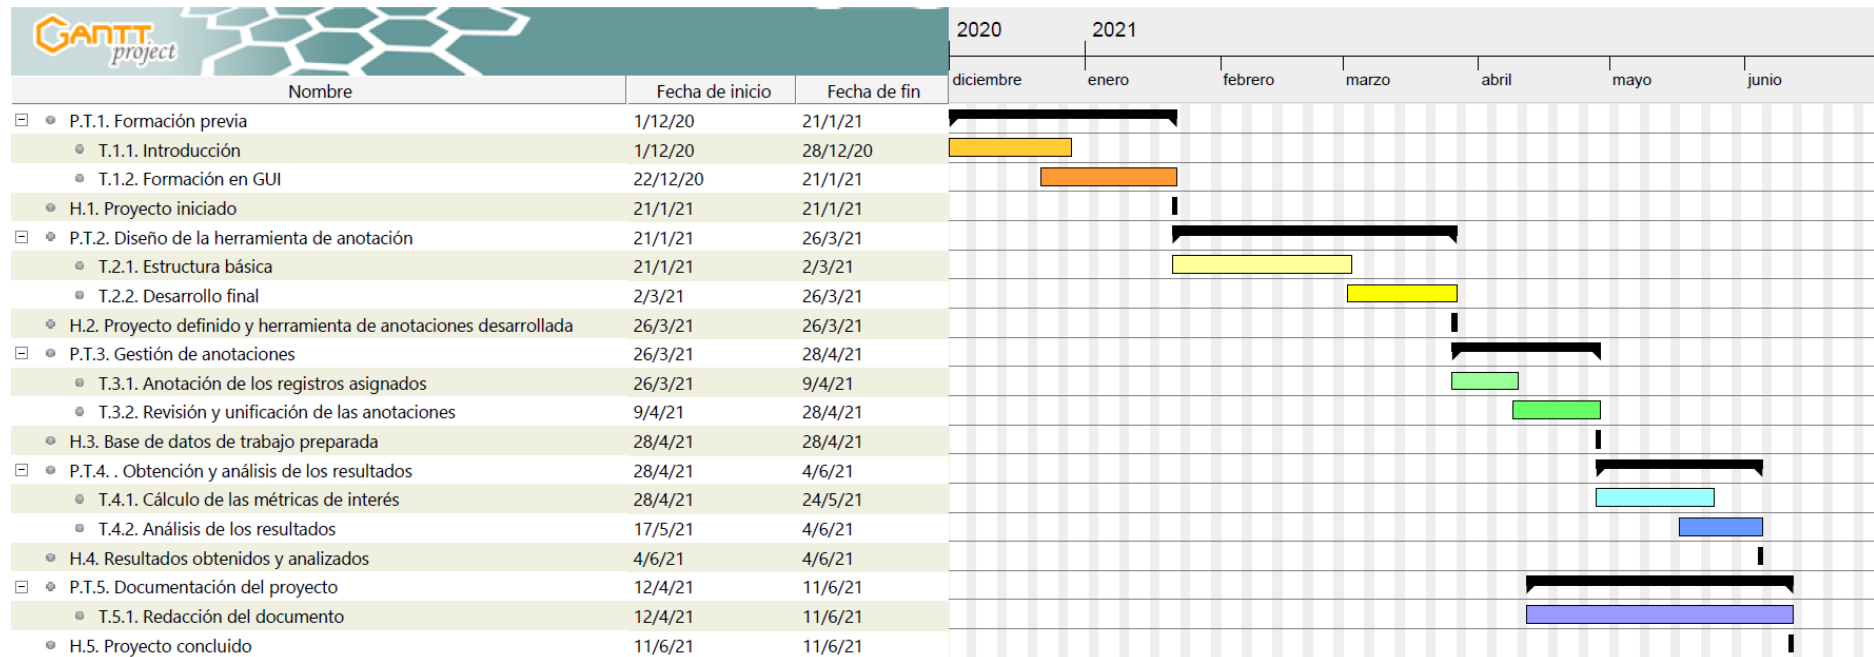 GANTT
project
2020 2021
diciembre enero febrero marzo abril mayo junio
Nombre Fecha de inicio Fecha de fin
P.T.1. Formación previa 1/12/20 21/1/21
T.1.1. Introducción 1/12/20 28/12/20
T.1.2. Formación en GUI 22/12/20 21/1/21
H.1. Proyecto iniciado 21/1/21 21/1/21
P.T.2. Diseño de la herramienta de anotación 21/1/21 26/3/21
T.2.1. Estructura básica 21/1/21 2/3/21
T.2.2. Desarrollo final 2/3/21 26/3/21
H.2. Proyecto definido y herramienta de anotaciones desarrollada 26/3/21 26/3/21
P.T.3. Gestión de anotaciones 26/3/21 28/4/21
T.3.1. Anotación de los registros asignados 26/3/21 9/4/21
T.3.2. Revisión y unificación de las anotaciones 9/4/21 28/4/21
H.3. Base de datos de trabajo preparada 28/4/21 28/4/21
P.T.4. . Obtención y análisis de los resultados 28/4/21 4/6/21
T.4.1. Cálculo de las métricas de interés 28/4/21 24/5/21
T.4.2. Análisis de los resultados 17/5/21 4/6/21
H.4. Resultados obtenidos y analizados 4/6/21 4/6/21
P.T.5. Documentación del proyecto 12/4/21 11/6/21
T.5.1. Redacción del documento 12/4/21 11/6/21
H.5. Proyecto concluido 11/6/21 11/6/21